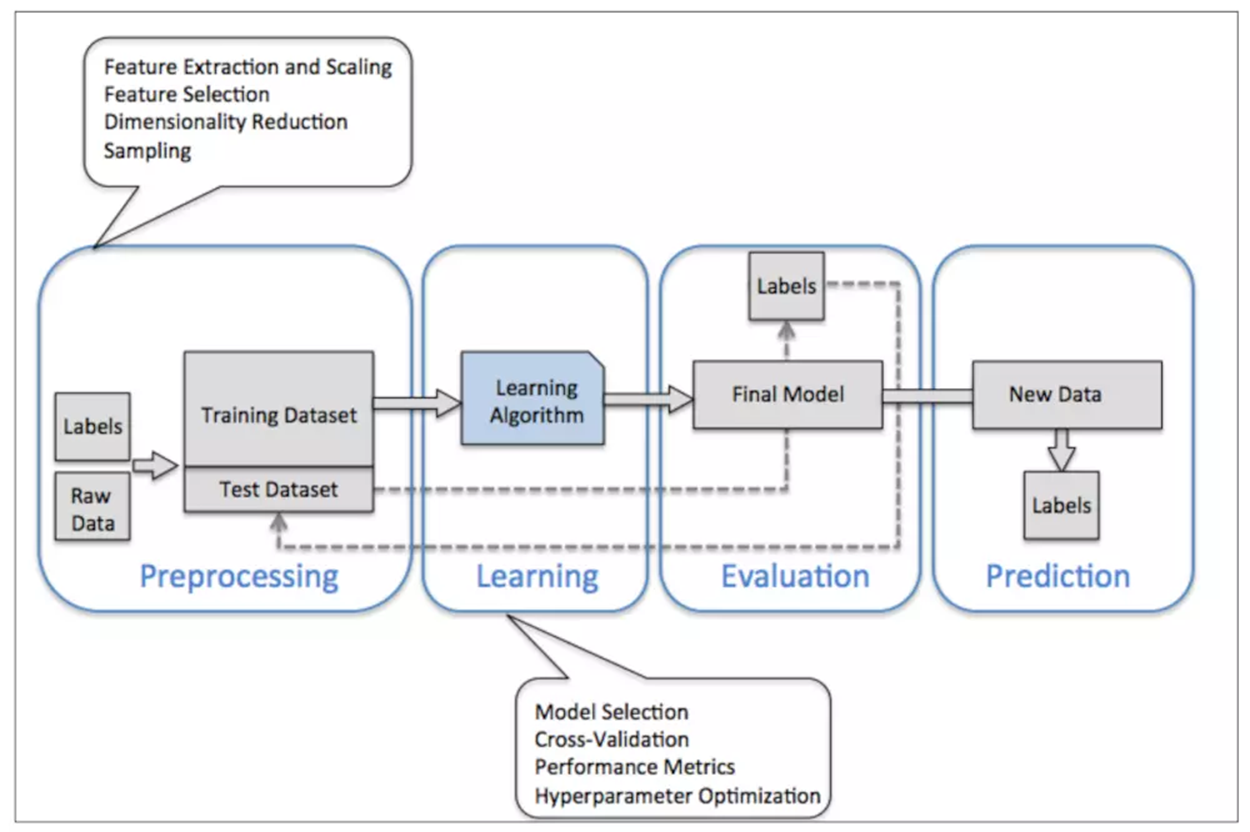 Feature Extraction and Scaling
Feature Selection
Dimensionality Reduction
Sampling
Labels
Raw
Data
Training Dataset
Test Dataset
Preprocessing
Learning
Algorithm
Learning
Labels
Final Model
Evaluation
New Data
Labels
Prediction
Model Selection
Cross-Validation
Performance Metrics
Hyperparameter Optimization